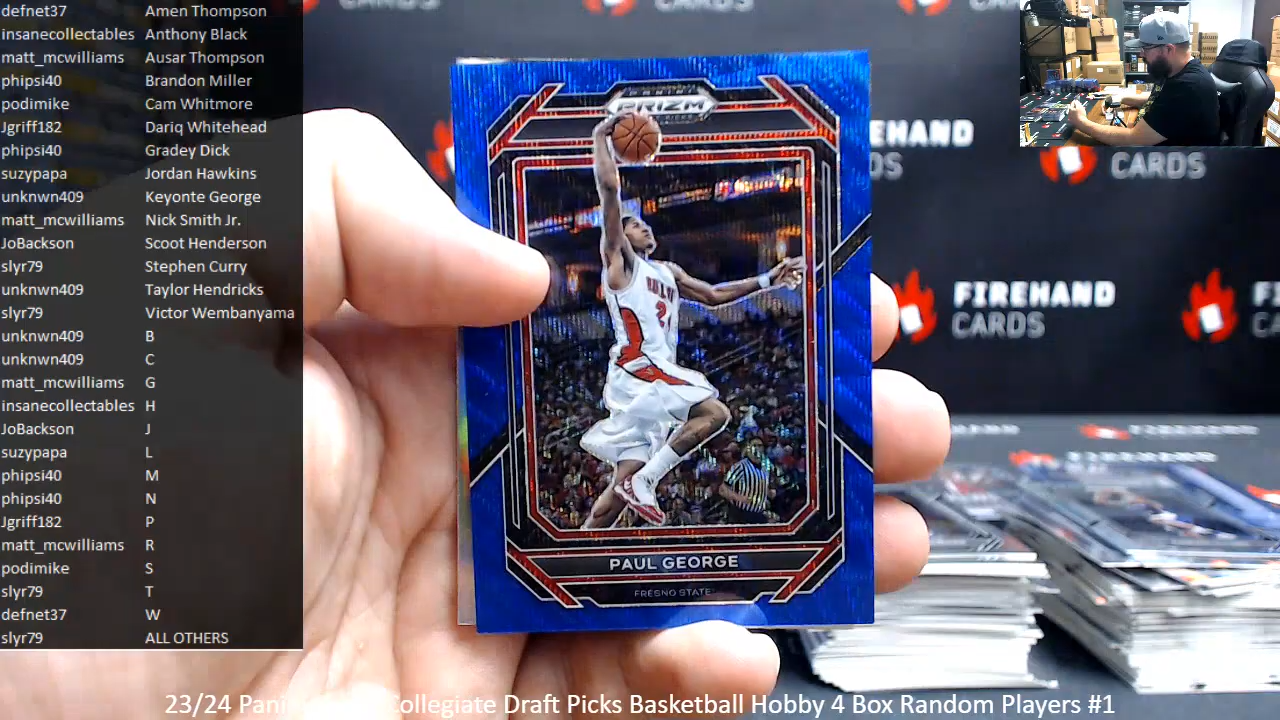 defnet37 Amen Thompson
insanecollectables Anthony Black
matt_mcwilliams Ausar Thompson
phipsi40 Brandon Miller
podimike Cam Whitmore
Jgriff182 Dariq Whitehead
phipsi40 Gradey Dick
suzypapa Jordan Hawkins
unknwn409 Keyonte George
matt_mcwilliams Nick Smith Jr.
JoBackson Scoot Henderson
slyr79 Stephen Curry
unknwn409 Taylor Hendricks
slyr79 Victor Wembanyama
unknwn409 B
unknwn409 C
matt_mcwilliams G
insanecollectables H
JoBackson J
suzypapa L
phipsi40 M
phipsi40 N
Jgriff182 P
matt_mcwilliams R
podimike S
slyr79 T
defnet37 W
slyr79 ALL OTHERS
CARDS
CARDS
PANINI
PRIZM
PAUL GEORGE
FRESNO STATE
CARDS
FIREHAND
CARDS
23/24 Collegiate Draft Picks Basketball Hobby 4 Box Random Players #1